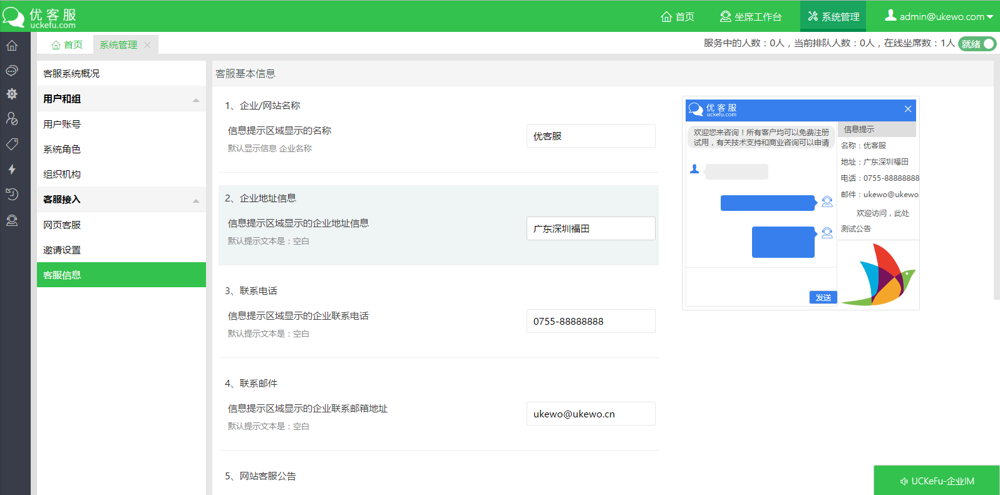 优客服
uckefu.com
首页
坐席工作台
系统管理
admin@ukewo.com
首页
系统管理
服务中的人数：0人，当前排队人数：0人，在线坐席数：1人
就绪
客服系统概况
用户和组
用户账号
系统角色
组织机构
客服接入
网页客服
邀请设置
客服信息
客服基本信息
1、企业/网站名称
信息提示区域显示的名称
默认显示信息 企业名称
优客服
2、企业地址信息
信息提示区域显示的企业地址信息
默认提示文本是：空白
广东深圳福田
3、联系电话
信息提示区域显示的企业联系电话
默认提示文本是：空白
0755-88888888
4、联系邮件
信息提示区域显示的企业联系邮箱地址
默认提示文本是：空白
ukewo@ukewo.cn
5、网站客服公告
优客服
uckefu.com
欢迎您来咨询！所有客户均可以免费注册
试用，有关技术支持和商业咨询可以申请
发送
信息提示
名称：优客服
地址：广东深圳福田
电话：0755-88888888
邮件：ukewo@ukewo.
欢迎访问，此处
测试公告
UCKeFu-企业IM